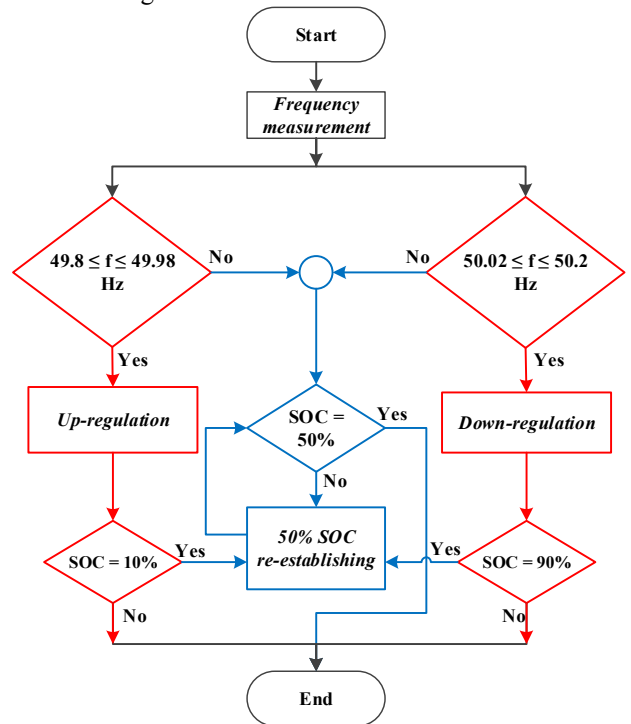 Start
Frequency
measurement
49.8 ≤ f ≤ 49.98
Hz
No
No
50.02 ≤ f ≤ 50.2
Hz
Yes
Yes
Up-regulation
SOC =
50%
Yes
Down-regulation
No
50% SOC
re-establishing
SOC = 10%
Yes
Yes
SOC = 90%
No
No
End